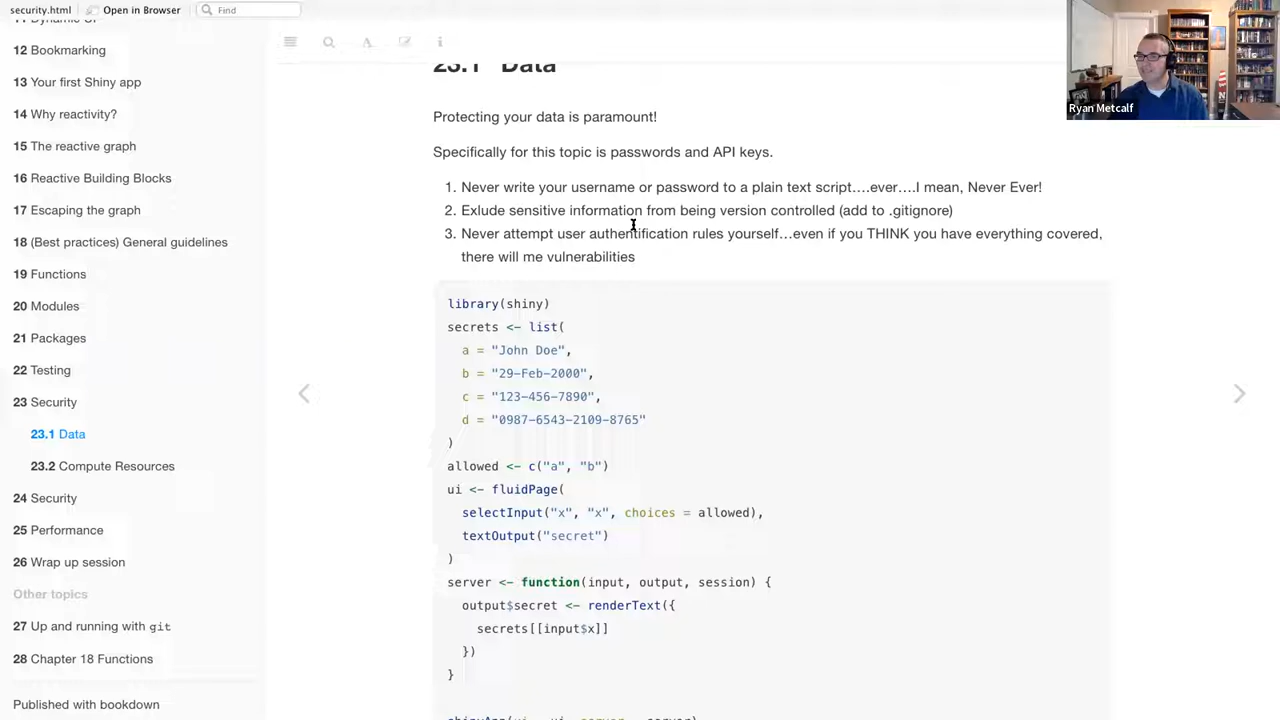 security.html Open in Browser Find
11 Dynamic UI
12 Bookmarking
13 Your first Shiny app
14 Why reactivity?
15 The reactive graph
16 Reactive Building Blocks
17 Escaping the graph
18 (Best practices) General guidelines
19 Functions
20 Modules
21 Packages
22 Testing
23 Security
23.1 Data
23.2 Compute Resources
24 Security
25 Performance
26 Wrap up session
Other topics
27 Up and running with git
28 Chapter 18 Functions
Published with bookdown
23.1 Data
Protecting your data is paramount!
Specifically for this topic is passwords and API keys.
1. Never write your username or password to a plain text script….ever….I mean, Never Ever!
2. Exlude sensitive information from being version controlled (add to .gitignore)
3. Never attempt user authentification rules yourself…even if you THINK you have everything covered,
there will me vulnerabilities
library(shiny)
secrets <- list(
a = "John Doe",
b = "29-Feb-2000",
c = "123-456-7890",
d = "0987-6543-2109-8765"
)
allowed <- c("a", "b")
ui <- fluidPage(
selectInput("x", "x", choices = allowed),
textOutput("secret")
)
server <- function(input, output, session) {
output$secret <- renderText({
secrets[[input$x]]
})
}
Ryan Metcalf